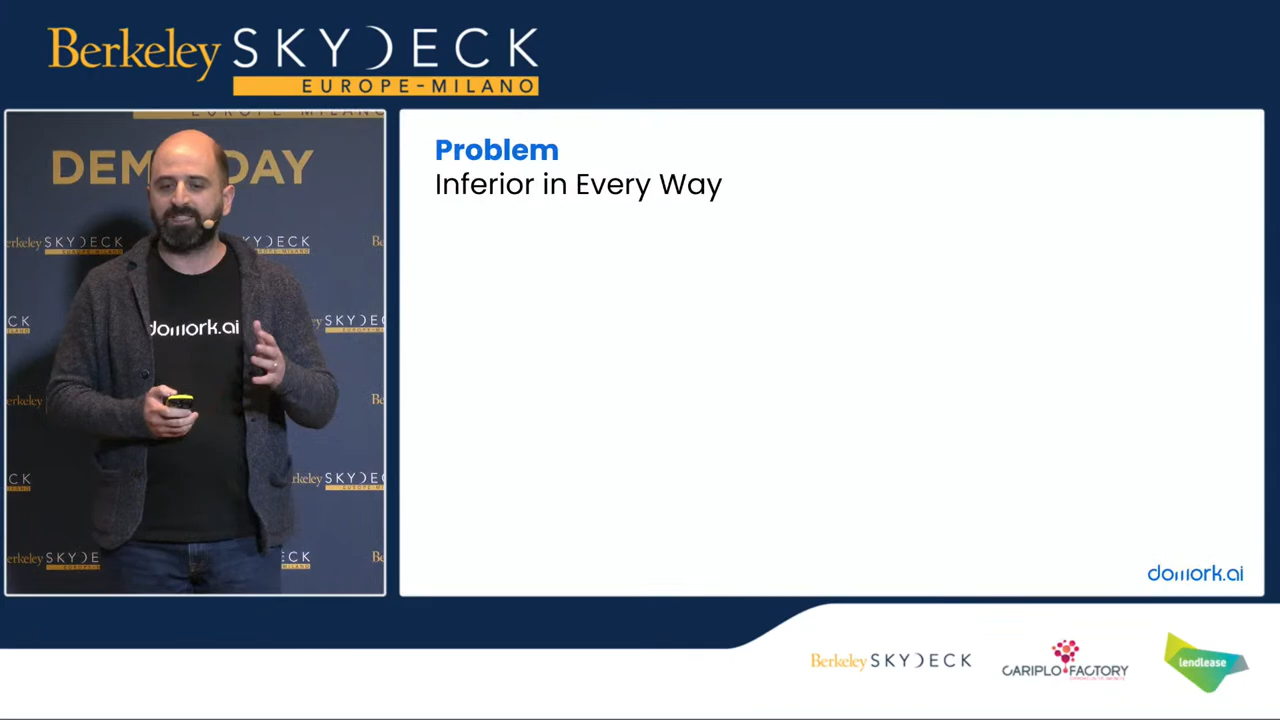 Berkeley SKYDECK
EUROPE-MILANO
DEMO DAY
domork.ai
Problem
Inferior in Every Way
domork.ai
Berkeley SKYDECK
CARIPLO FACTORY
lendlease